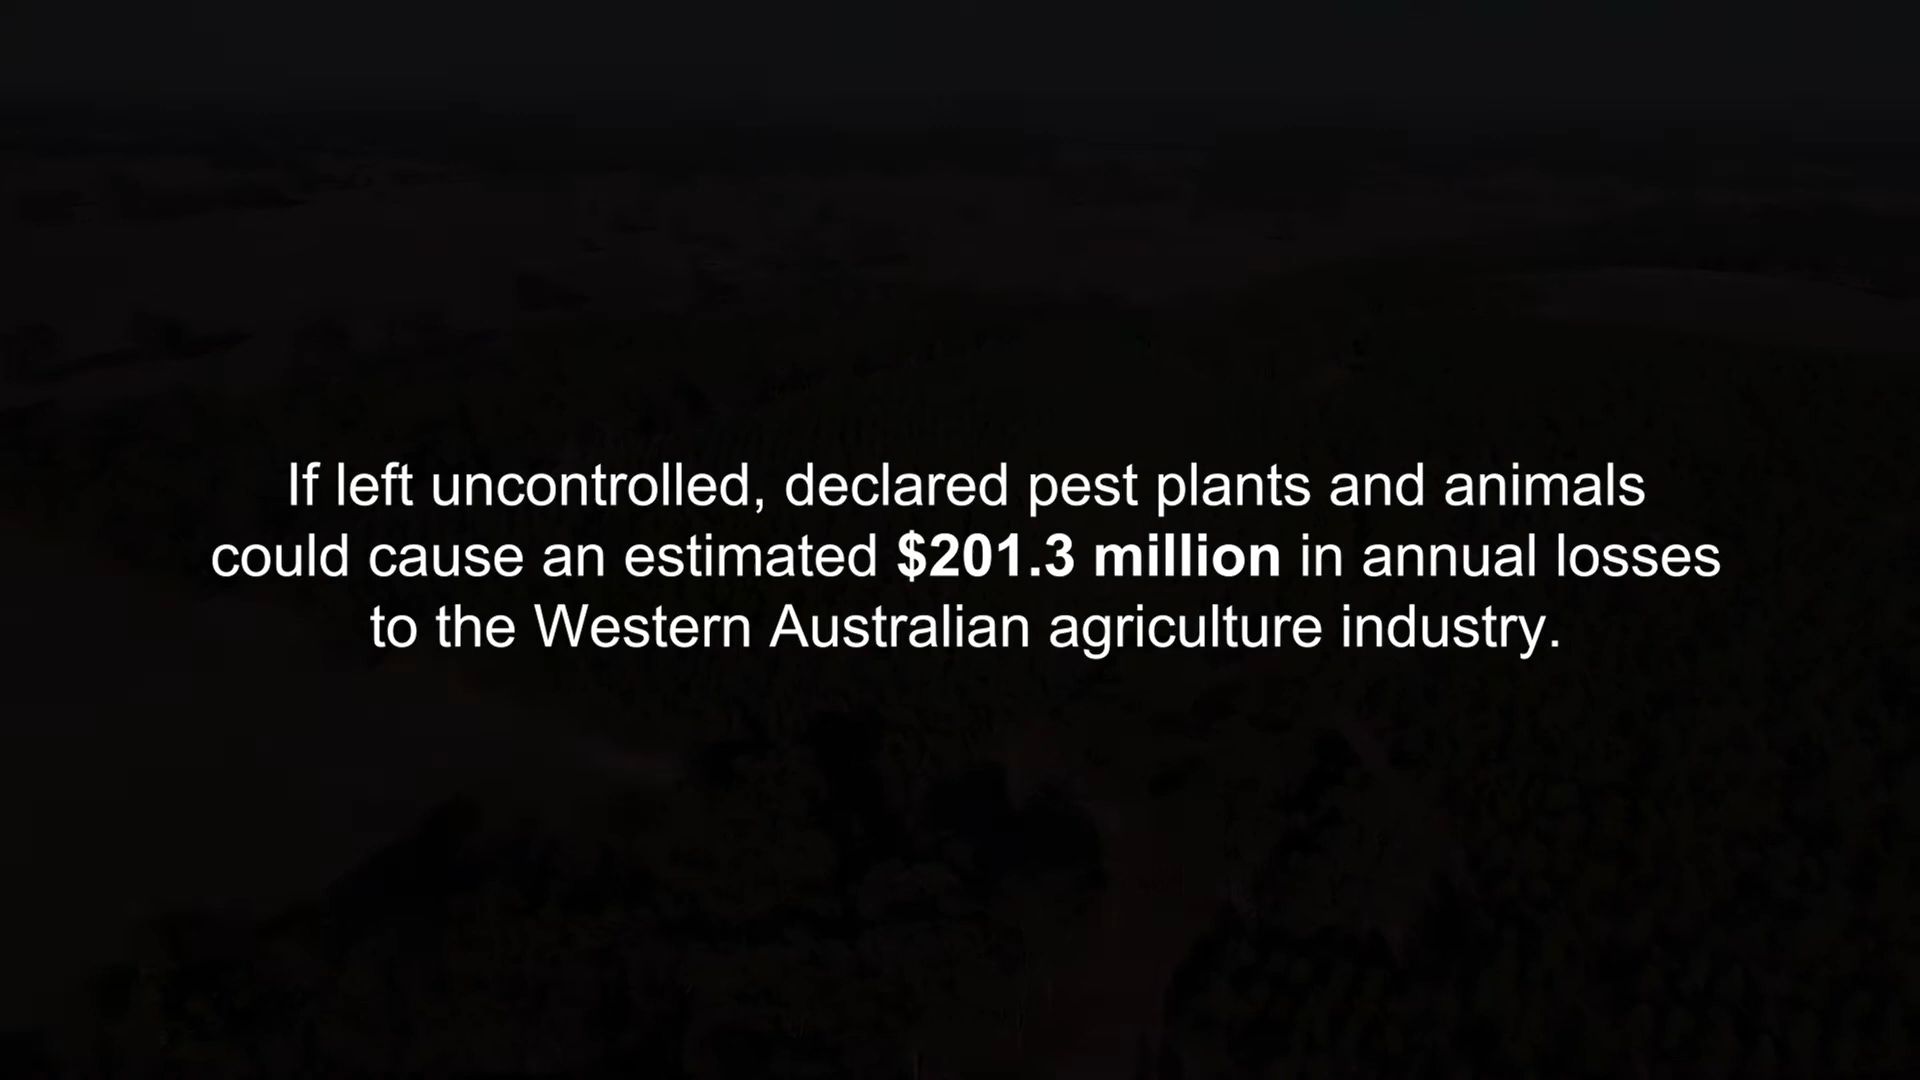 If left uncontrolled, declared pest plants and animals
could cause an estimated $201.3 million in annual losses
to the Western Australian agriculture industry.